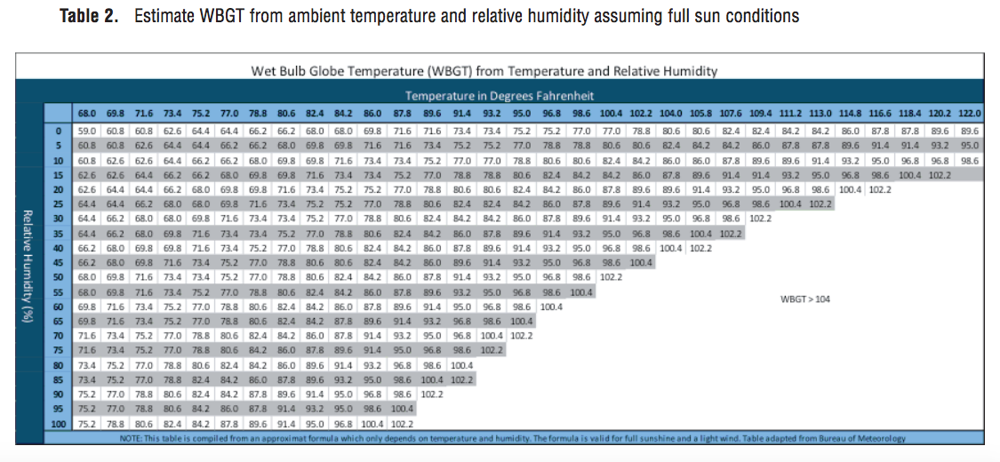 Table 2. Estimate WBGT from ambient temperature and relative humidity assuming full sun conditions
Wet Bulb Globe Temperature (WBGT) from Temperature and Relative Humidity
Temperature in Degrees Fahrenheit
68.0 69.8 71.6 73.4 75.2 77.0 78.8 80.6 82.4 84.2 86.0 87.8 89.6 91.4 93.2 95.0 96.8 98.6 100.4 102.2 104.0 105.8 107.6 109.4 111.2 113.0 114.8 116.6 118.4 120.2 122.0
Relative Humidity (%)
0 59.0 60.8 60.8 62.6 64.4 64.4 66.2 66.2 68.0 68.0 69.8 71.6 71.6 73.4 73.4 75.2 75.2 77.0 77.0 78.8 80.6 80.6 82.4 82.4 84.2 84.2 86.0 87.8 87.8 89.6 89.6
5 60.8 60.8 62.6 64.4 64.4 66.2 66.2 68.0 69.8 69.8 71.6 71.6 73.4 75.2 75.2 77.0 78.8 78.8 80.6 80.6 82.4 84.2 84.2 86.0 87.8 87.8 89.6 91.4 91.4 93.2 95.0
10 60.8 62.6 62.6 64.4 66.2 66.2 68.0 69.8 69.8 71.6 73.4 73.4 75.2 77.0 77.0 78.8 80.6 80.6 82.4 84.2 86.0 86.0 87.8 89.6 89.6 91.4 93.2 95.0 96.8 96.8 98.6
15 62.6 62.6 64.4 66.2 66.2 68.0 69.8 69.8 71.6 73.4 73.4 75.2 77.0 78.8 78.8 80.6 82.4 84.2 84.2 86.0 87.8 89.6 91.4 91.4 93.2 95.0 96.8 98.6 100.4 102.2
20 62.6 64.4 64.4 66.2 68.0 69.8 69.8 71.6 73.4 75.2 75.2 77.0 78.8 80.6 80.6 82.4 84.2 86.0 87.8 89.6 89.6 91.4 93.2 95.0 96.8 98.6 100.4 102.2
25 64.4 64.4 66.2 68.0 68.0 69.8 71.6 73.4 75.2 75.2 77.0 78.8 80.6 82.4 82.4 84.2 86.0 87.8 89.6 91.4 93.2 95.0 96.8 98.6 100.4 102.2
30 64.4 66.2 68.0 68.0 69.8 71.6 73.4 73.4 75.2 77.0 78.8 80.6 82.4 84.2 84.2 86.0 87.8 89.6 91.4 93.2 95.0 96.8 98.6 102.2
35 64.4 66.2 68.0 69.8 71.6 73.4 73.4 75.2 77.0 78.8 80.6 82.4 84.2 86.0 87.8 89.6 91.4 93.2 95.0 96.8 98.6 100.4 102.2
40 66.2 68.0 69.8 69.8 71.6 73.4 75.2 77.0 78.8 80.6 82.4 84.2 86.0 87.8 89.6 91.4 93.2 95.0 96.8 98.6 100.4 102.2
45 66.2 68.0 69.8 71.6 73.4 75.2 77.0 78.8 80.6 80.6 82.4 84.2 86.0 89.6 91.4 93.2 95.0 96.8 98.6 100.4
50 68.0 69.8 71.6 73.4 73.4 75.2 77.0 78.8 80.6 82.4 84.2 86.0 87.8 91.4 93.2 95.0 96.8 98.6 102.2
55 68.0 69.8 71.6 73.4 75.2 77.0 78.8 80.6 82.4 84.2 86.0 87.8 89.6 93.2 95.0 96.8 98.6 100.4
WBGT > 104
60 69.8 71.6 73.4 75.2 77.0 78.8 80.6 82.4 84.2 86.0 87.8 89.6 91.4 95.0 96.8 98.6 100.4
65 69.8 71.6 73.4 75.2 77.0 78.8 80.6 82.4 84.2 87.8 89.6 91.4 93.2 96.8 98.6 100.4
70 71.6 73.4 75.2 77.0 78.8 80.6 82.4 84.2 86.0 87.8 91.4 93.2 95.0 96.8 100.4 102.2
75 71.6 73.4 75.2 77.0 78.8 80.6 84.2 86.0 87.8 89.6 91.4 95.0 96.8 98.6 102.2
80 73.4 75.2 77.0 78.8 80.6 82.4 84.2 86.0 89.6 91.4 93.2 96.8 98.6 100.4
85 73.4 75.2 77.0 78.8 82.4 84.2 86.0 87.8 89.6 93.2 95.0 98.6 100.4 102.2
90 75.2 77.0 78.8 80.6 82.4 84.2 87.8 89.6 91.4 95.0 96.8 98.6 102.2
95 75.2 77.0 78.8 80.6 84.2 86.0 87.8 91.4 93.2 95.0 98.6 100.4
100 75.2 78.8 80.6 82.4 84.2 87.8 89.6 91.4 95.0 96.8 100.4 102.2
NOTE: This table is compiled from an approximat formula which only depends on temperature and humidity. The formula is valid for full sunshine and a light wind. Table adapted from Bureau of Meteorology